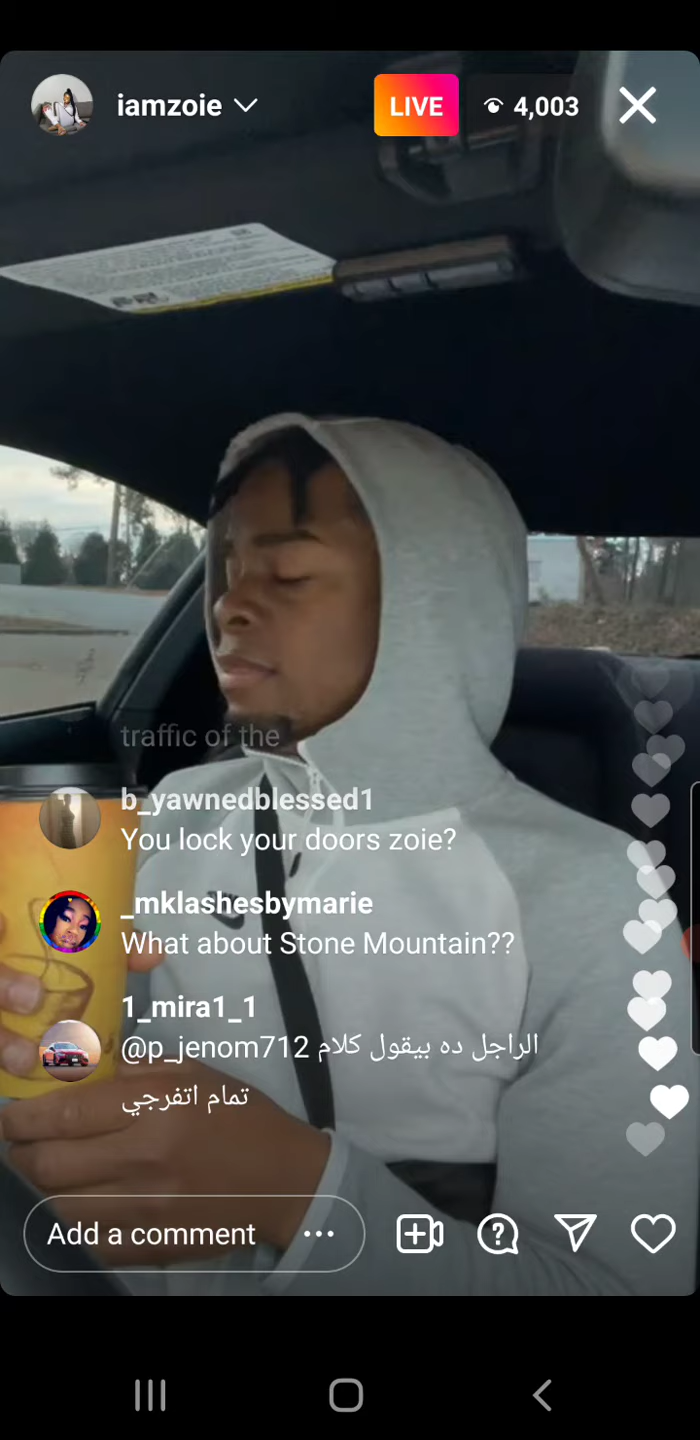 iamzoie
LIVE
4,003
traffic of the
b_yawnedblessed1
You lock your doors zoie?
_mklashesbymarie
What about Stone Mountain??
1_mira1_1
@p_jenom712 الراجل ده بيقول كلام
تمام اتفرجي
Add a comment